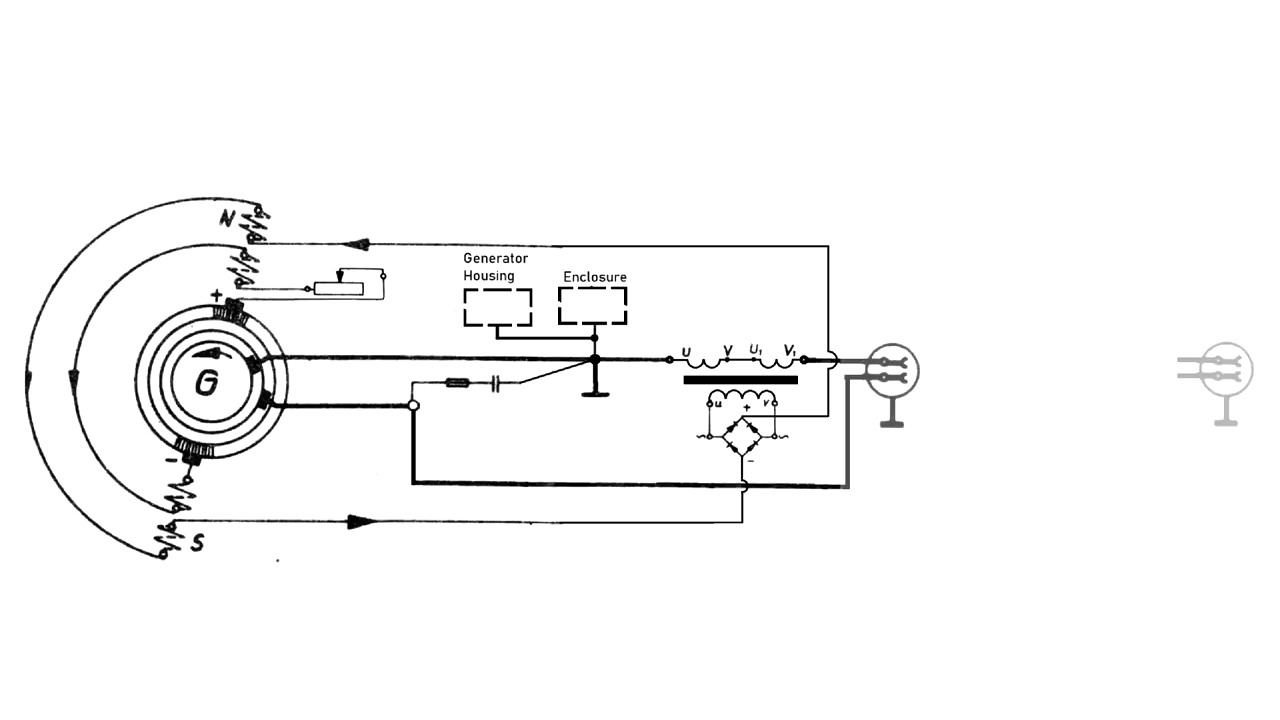 N
Generator
Housing
Enclosure
+
G
U
V
U₁
V₁
u
v
+
~
~
-
-
S